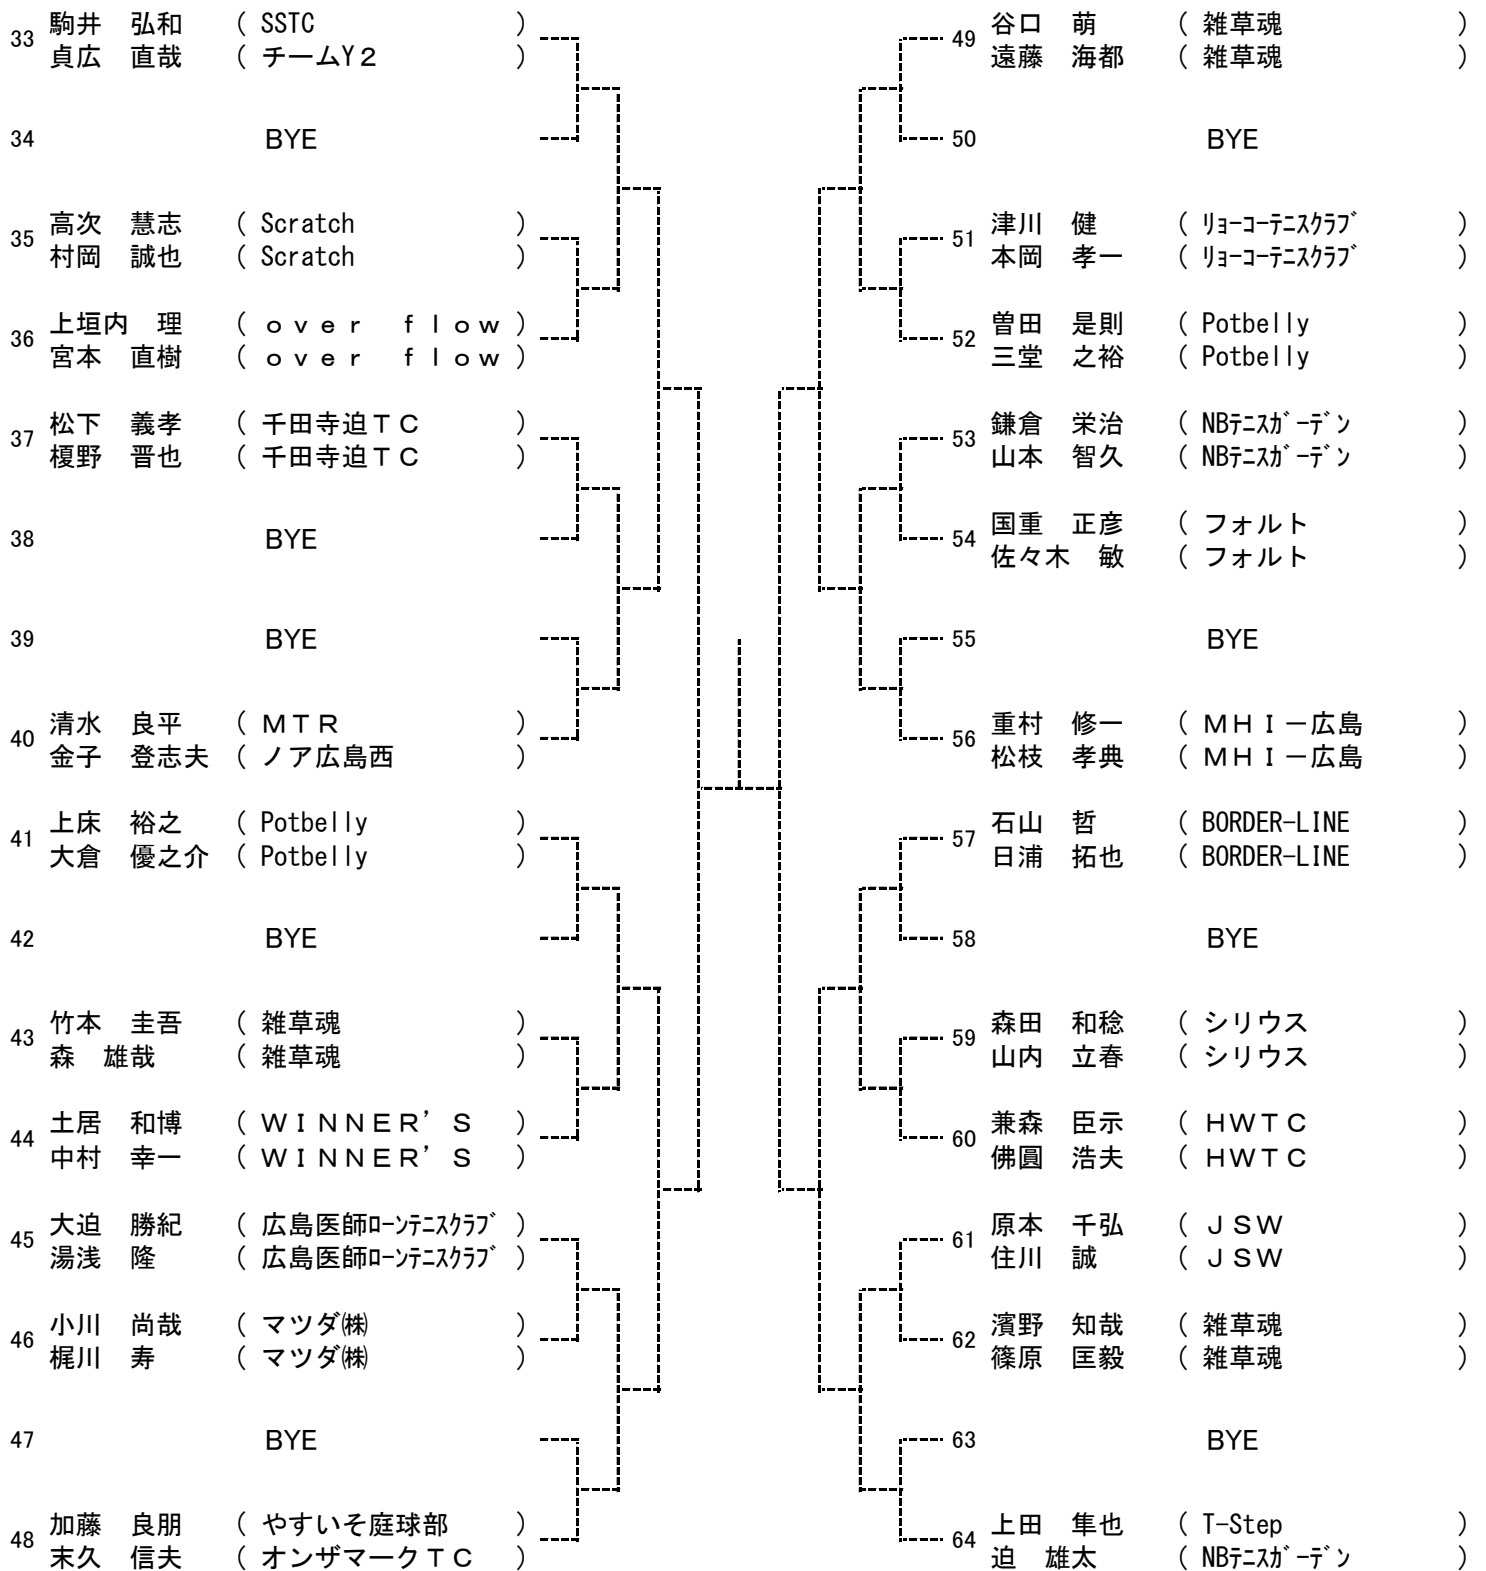 33 駒井　弘和 ( SSTC )
貞広　直哉 ( チームY２ )
34 BYE
35 高次　慧志 ( Scratch )
村岡　誠也 ( Scratch )
36 上垣内　理 ( ｏｖｅｒ　ｆｌｏｗ )
宮本　直樹 ( ｏｖｅｒ　ｆｌｏｗ )
37 松下　義孝 ( 千田寺迫ＴＣ )
榎野　晋也 ( 千田寺迫ＴＣ )
38 BYE
39 BYE
40 清水　良平 ( ＭＴＲ )
金子　登志夫 ( ノア広島西 )
41 上床　裕之 ( Potbelly )
大倉　優之介 ( Potbelly )
42 BYE
43 竹本　圭吾 ( 雑草魂 )
森　雄哉 ( 雑草魂 )
44 土居　和博 ( ＷＩＮＮＥＲ’Ｓ )
中村　幸一 ( ＷＩＮＮＥＲ’Ｓ )
45 大迫　勝紀 ( 広島医師ﾛｰﾝﾃﾆｽｸﾗﾌﾞ )
湯浅　隆 ( 広島医師ﾛｰﾝﾃﾆｽｸﾗﾌﾞ )
46 小川　尚哉 ( マツダ㈱ )
梶川　寿 ( マツダ㈱ )
47 BYE
48 加藤　良朋 ( やすいそ庭球部 )
末久　信夫 ( オンザマークＴＣ )
49 谷口　萌 ( 雑草魂 )
遠藤　海都 ( 雑草魂 )
50 BYE
51 津川　健 ( ﾘｮｰｺｰﾃﾆｽｸﾗﾌﾞ )
本岡　孝一 ( ﾘｮｰｺｰﾃﾆｽｸﾗﾌﾞ )
52 曽田　是則 ( Potbelly )
三堂　之裕 ( Potbelly )
53 鎌倉　栄治 ( NBﾃﾆｽｶﾞｰﾃﾞﾝ )
山本　智久 ( NBﾃﾆｽｶﾞｰﾃﾞﾝ )
54 国重　正彦 ( フォルト )
佐々木　敏 ( フォルト )
55 BYE
56 重村　修一 ( ＭＨＩ－広島 )
松枝　孝典 ( ＭＨＩ－広島 )
57 石山　哲 ( BORDER-LINE )
日浦　拓也 ( BORDER-LINE )
58 BYE
59 森田　和稔 ( シリウス )
山内　立春 ( シリウス )
60 兼森　臣示 ( ＨＷＴＣ )
佛圓　浩夫 ( ＨＷＴＣ )
61 原本　千弘 ( ＪＳＷ )
住川　誠 ( ＪＳＷ )
62 濱野　知哉 ( 雑草魂 )
篠原　匡毅 ( 雑草魂 )
63 BYE
64 上田　隼也 ( T-Step )
迫　雄太 ( NBﾃﾆｽｶﾞｰﾃﾞﾝ )